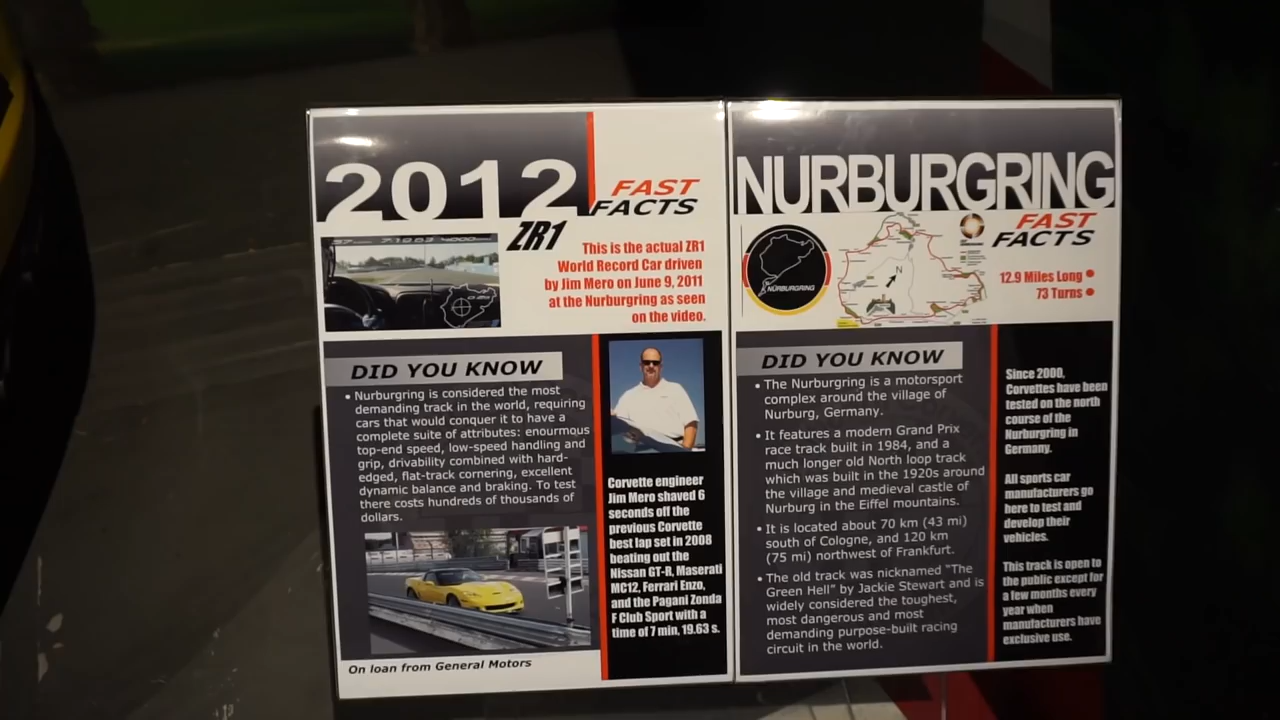 2012
ZR1
FAST
FACTS
7:19.63
This is the actual ZR1
World Record Car driven
by Jim Mero on June 9, 2011
at the Nurburgring as seen
on the video.
DID YOU KNOW
• Nurburgring is considered the most
demanding track in the world, requiring
cars that would conquer it to have a
complete suite of attributes: enourmous
top-end speed, low-speed handling and
grip, drivability combined with hard-
edged, flat-track cornering, excellent
dynamic balance and braking. To test
there costs hundreds of thousands of
dollars.
Corvette engineer
Jim Mero shaved 6
seconds off the
previous Corvette
best lap set in 2008
beating out the
Nissan GT-R, Maserati
MC12, Ferrari Enzo,
and the Pagani Zonda
F Club Sport with a
time of 7 min, 19.63 s.
On loan from General Motors
NURBURGRING
FAST
FACTS
NÜRBURGRING
N
12.9 Miles Long •
73 Turns •
DID YOU KNOW
• The Nurburgring is a motorsport
complex around the village of
Nurburg, Germany.
• It features a modern Grand Prix
race track built in 1984, and a
much longer old North loop track
which was built in the 1920s around
the village and medieval castle of
Nurburg in the Eiffel mountains.
• It is located about 70 km (43 mi)
south of Cologne, and 120 km
(75 mi) northwest of Frankfurt.
• The old track was nicknamed "The
Green Hell" by Jackie Stewart and is
widely considered the toughest,
most dangerous and most
demanding purpose-built racing
circuit in the world.
Since 2000,
Corvettes have been
tested on the north
course of the
Nurburgring in
Germany.
All sports car
manufacturers go
here to test and
develop their
vehicles.
This track is open to
the public except for
a few months every
year when
manufacturers have
exclusive use.